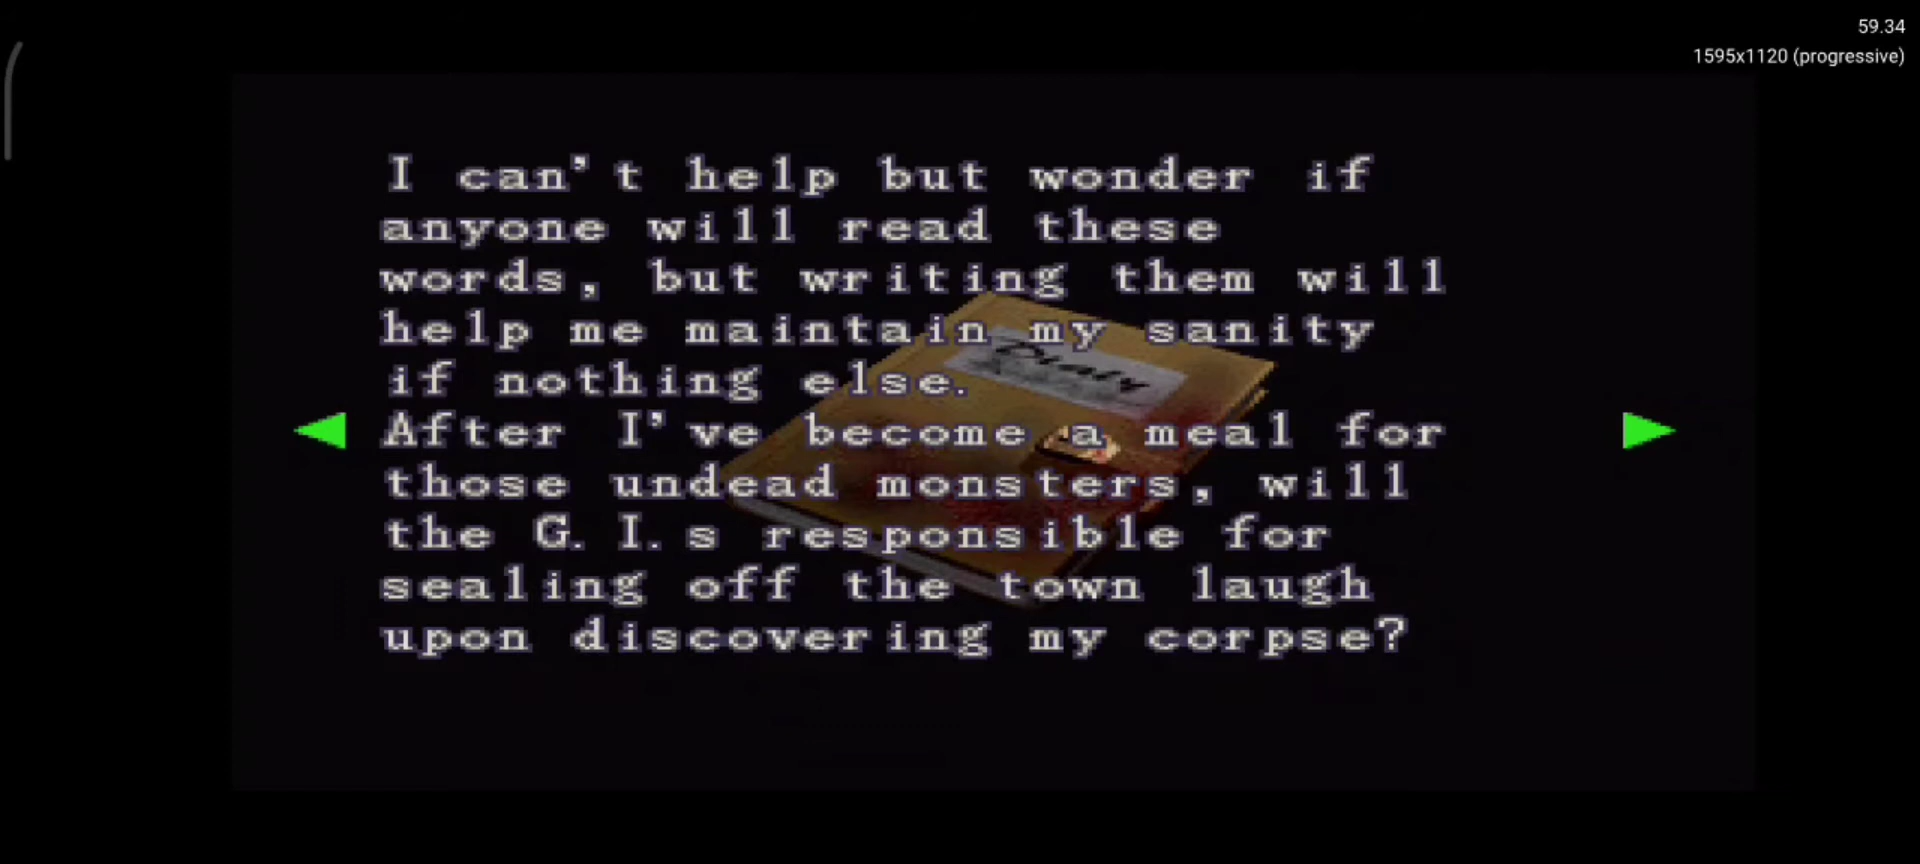 59.34
1595x1120 (progressive)
I can't help but wonder if
anyone will read these
words, but writing them will
help me maintain my sanity
if nothing else.
After I've become a meal for
those undead monsters, will
the G.I.s responsible for
sealing off the town laugh
upon discovering my corpse?
Diary